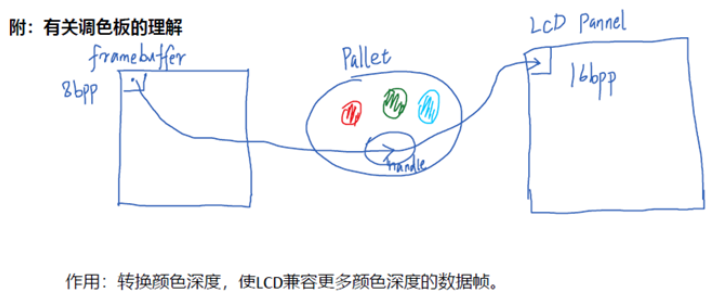 附：有关调色板的理解
framebuffer
8bpp
Pallet
handle
LCD Pannel
16bpp
作用：转换颜色深度，使LCD兼容更多颜色深度的数据帧。